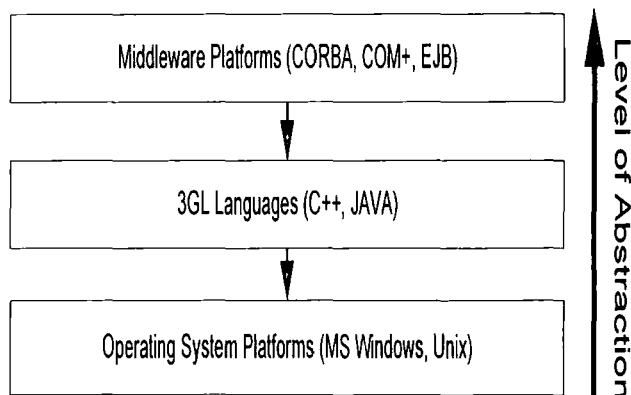 Middleware Platforms (CORBA, COM+, EJB)
3GL Languages (C++, JAVA)
Operating System Platforms (MS Windows, Unix)
Level of Abstraction